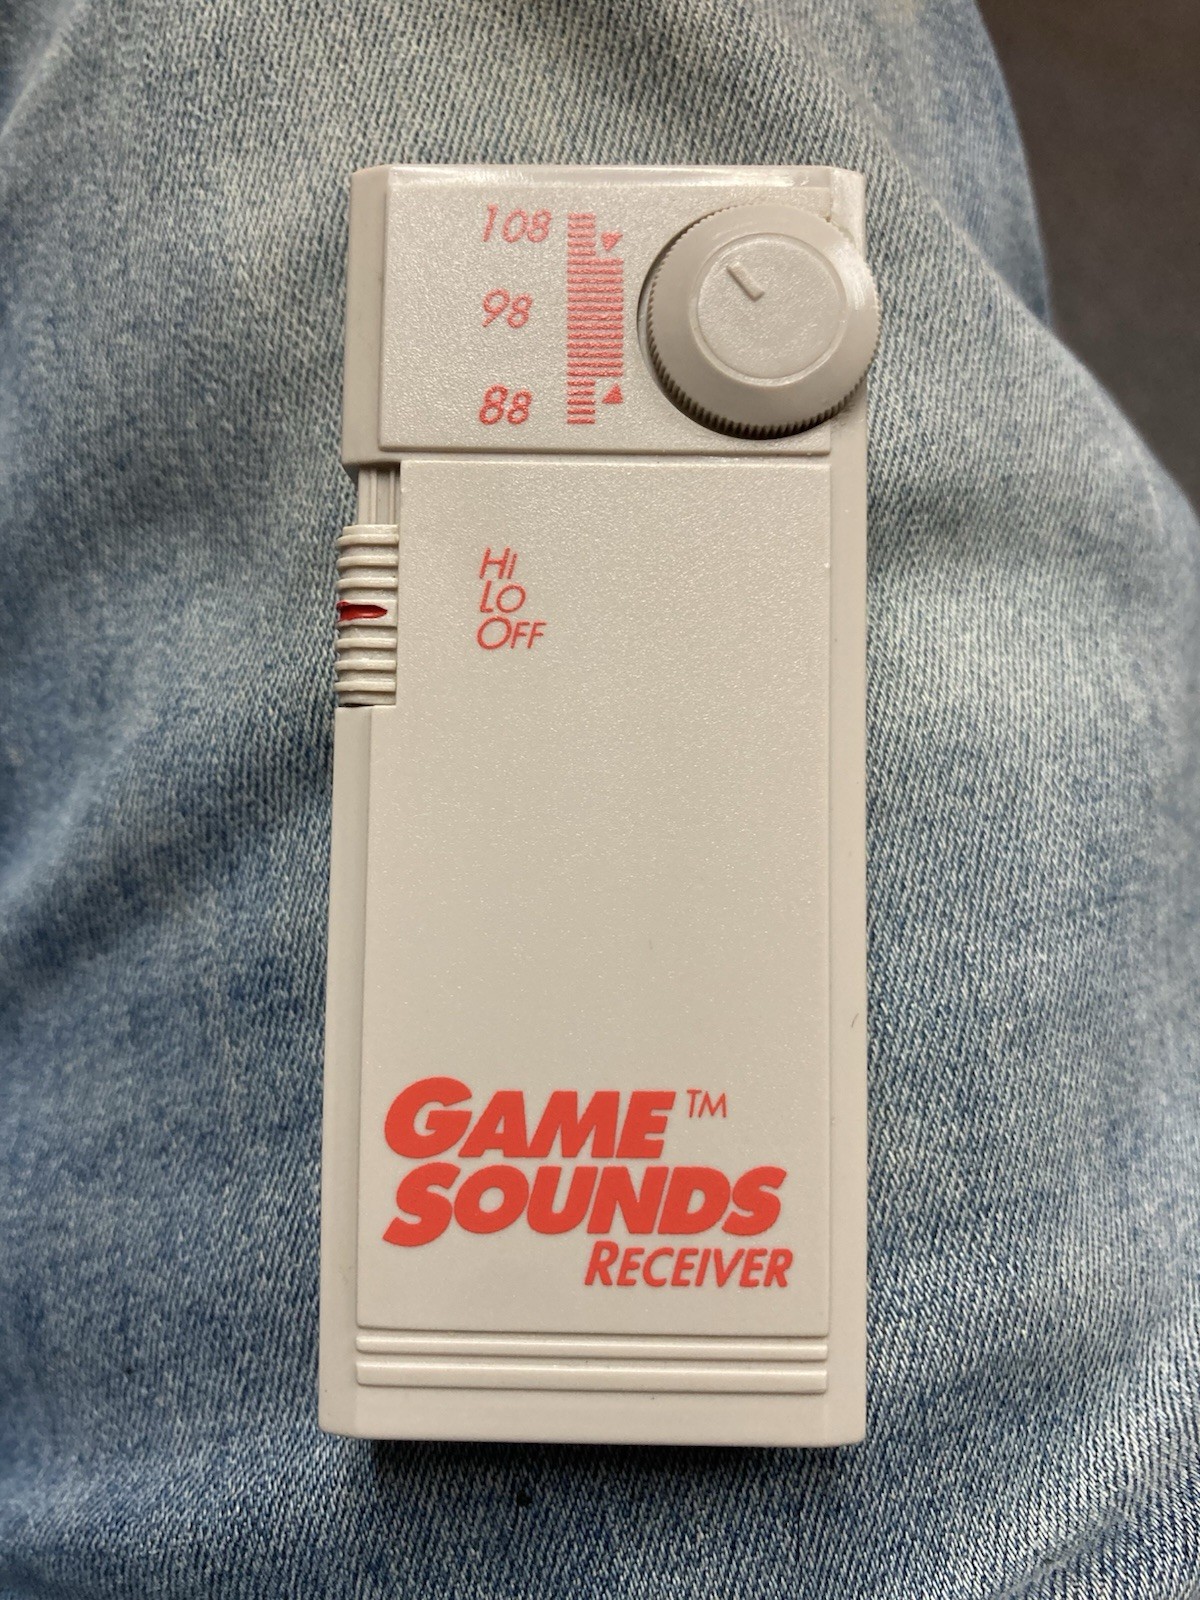 108
98
88
HI
LO
OFF
GAME™
SOUNDS
RECEIVER